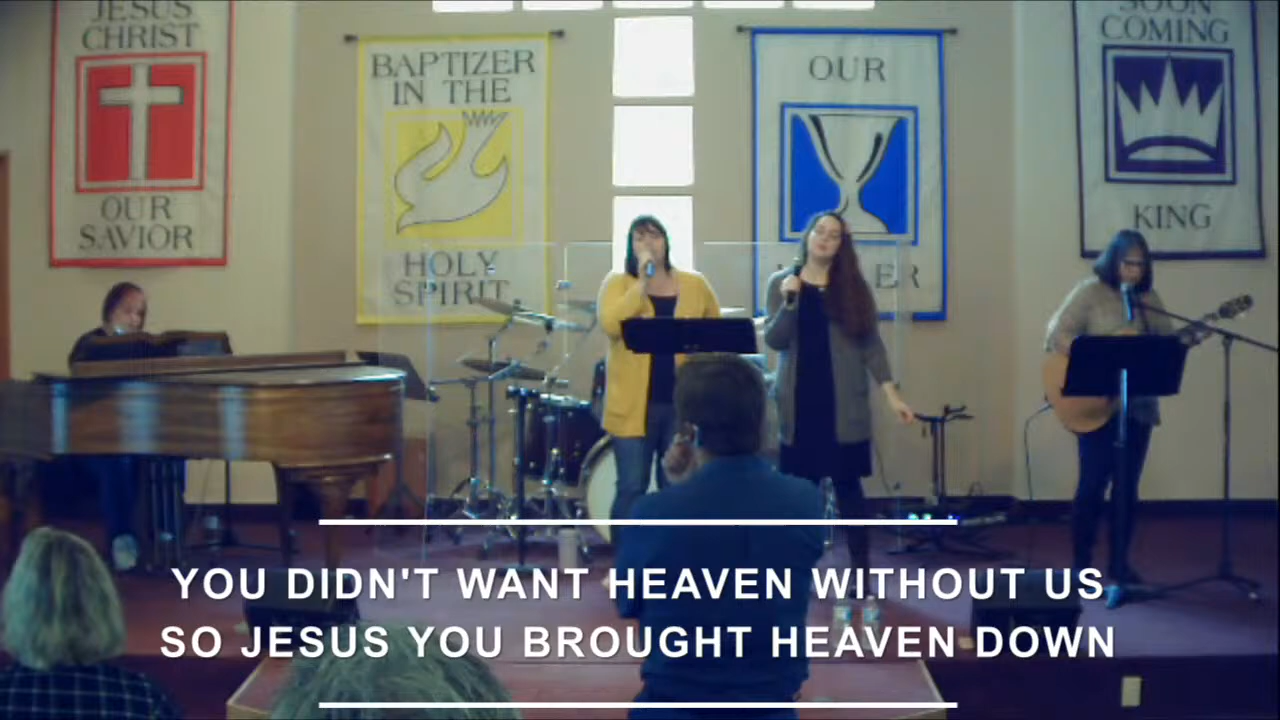 JESUS
CHRIST
OUR
SAVIOR
BAPTIZER
IN THE
HOLY
SPIRIT
OUR
SOON
COMING
KING
YOU DIDN'T WANT HEAVEN WITHOUT US
SO JESUS YOU BROUGHT HEAVEN DOWN